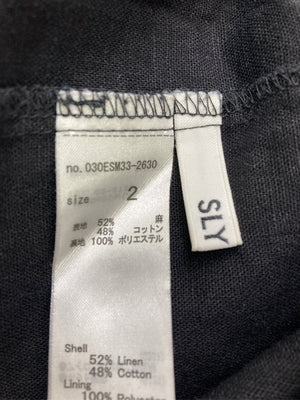 no. 030ESM33-2630
size 2
表地 52% 麻
48% コットン
裏地 100% ポリエステル
Shell
52% Linen
48% Cotton
Lining
100% Polyester
SLY